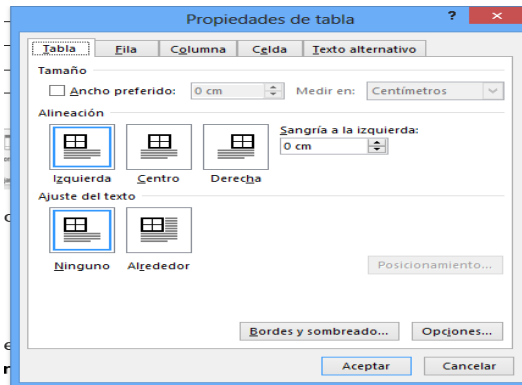 Propiedades de tabla ? ×
Tabla Fila Columna Celda Texto alternativo
Tamaño
Ancho preferido: 0 cm Medir en: Centímetros
Alineación
Sangría a la izquierda:
0 cm
Izquierda Centro Derecha
Ajuste del texto
Ninguno Alrededor
Posicionamiento...
Bordes y sombreado... Opciones...
Aceptar Cancelar